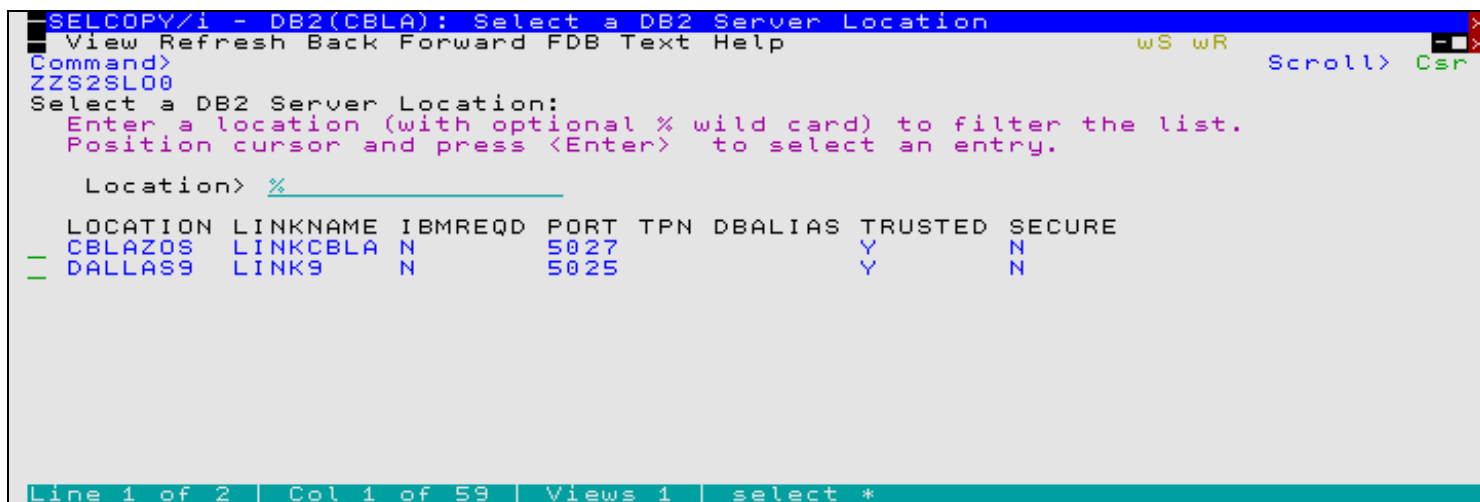 SELCOPY/i - DB2(CBLA): Select a DB2 Server Location
View Refresh Back Forward FDB Text Help wS wR
Command> Scroll> Csr
ZZS2SLO0
Select a DB2 Server Location:
Enter a location (with optional % wild card) to filter the list.
Position cursor and press <Enter> to select an entry.
Location> %
LOCATION LINKNAME IBMREQD PORT TPN DBALIAS TRUSTED SECURE
CBLAZOS LINKCBLA N 5027 Y N
DALLAS9 LINK9 N 5025 Y N
Line 1 of 2 | Col 1 of 59 | Views 1 | select *